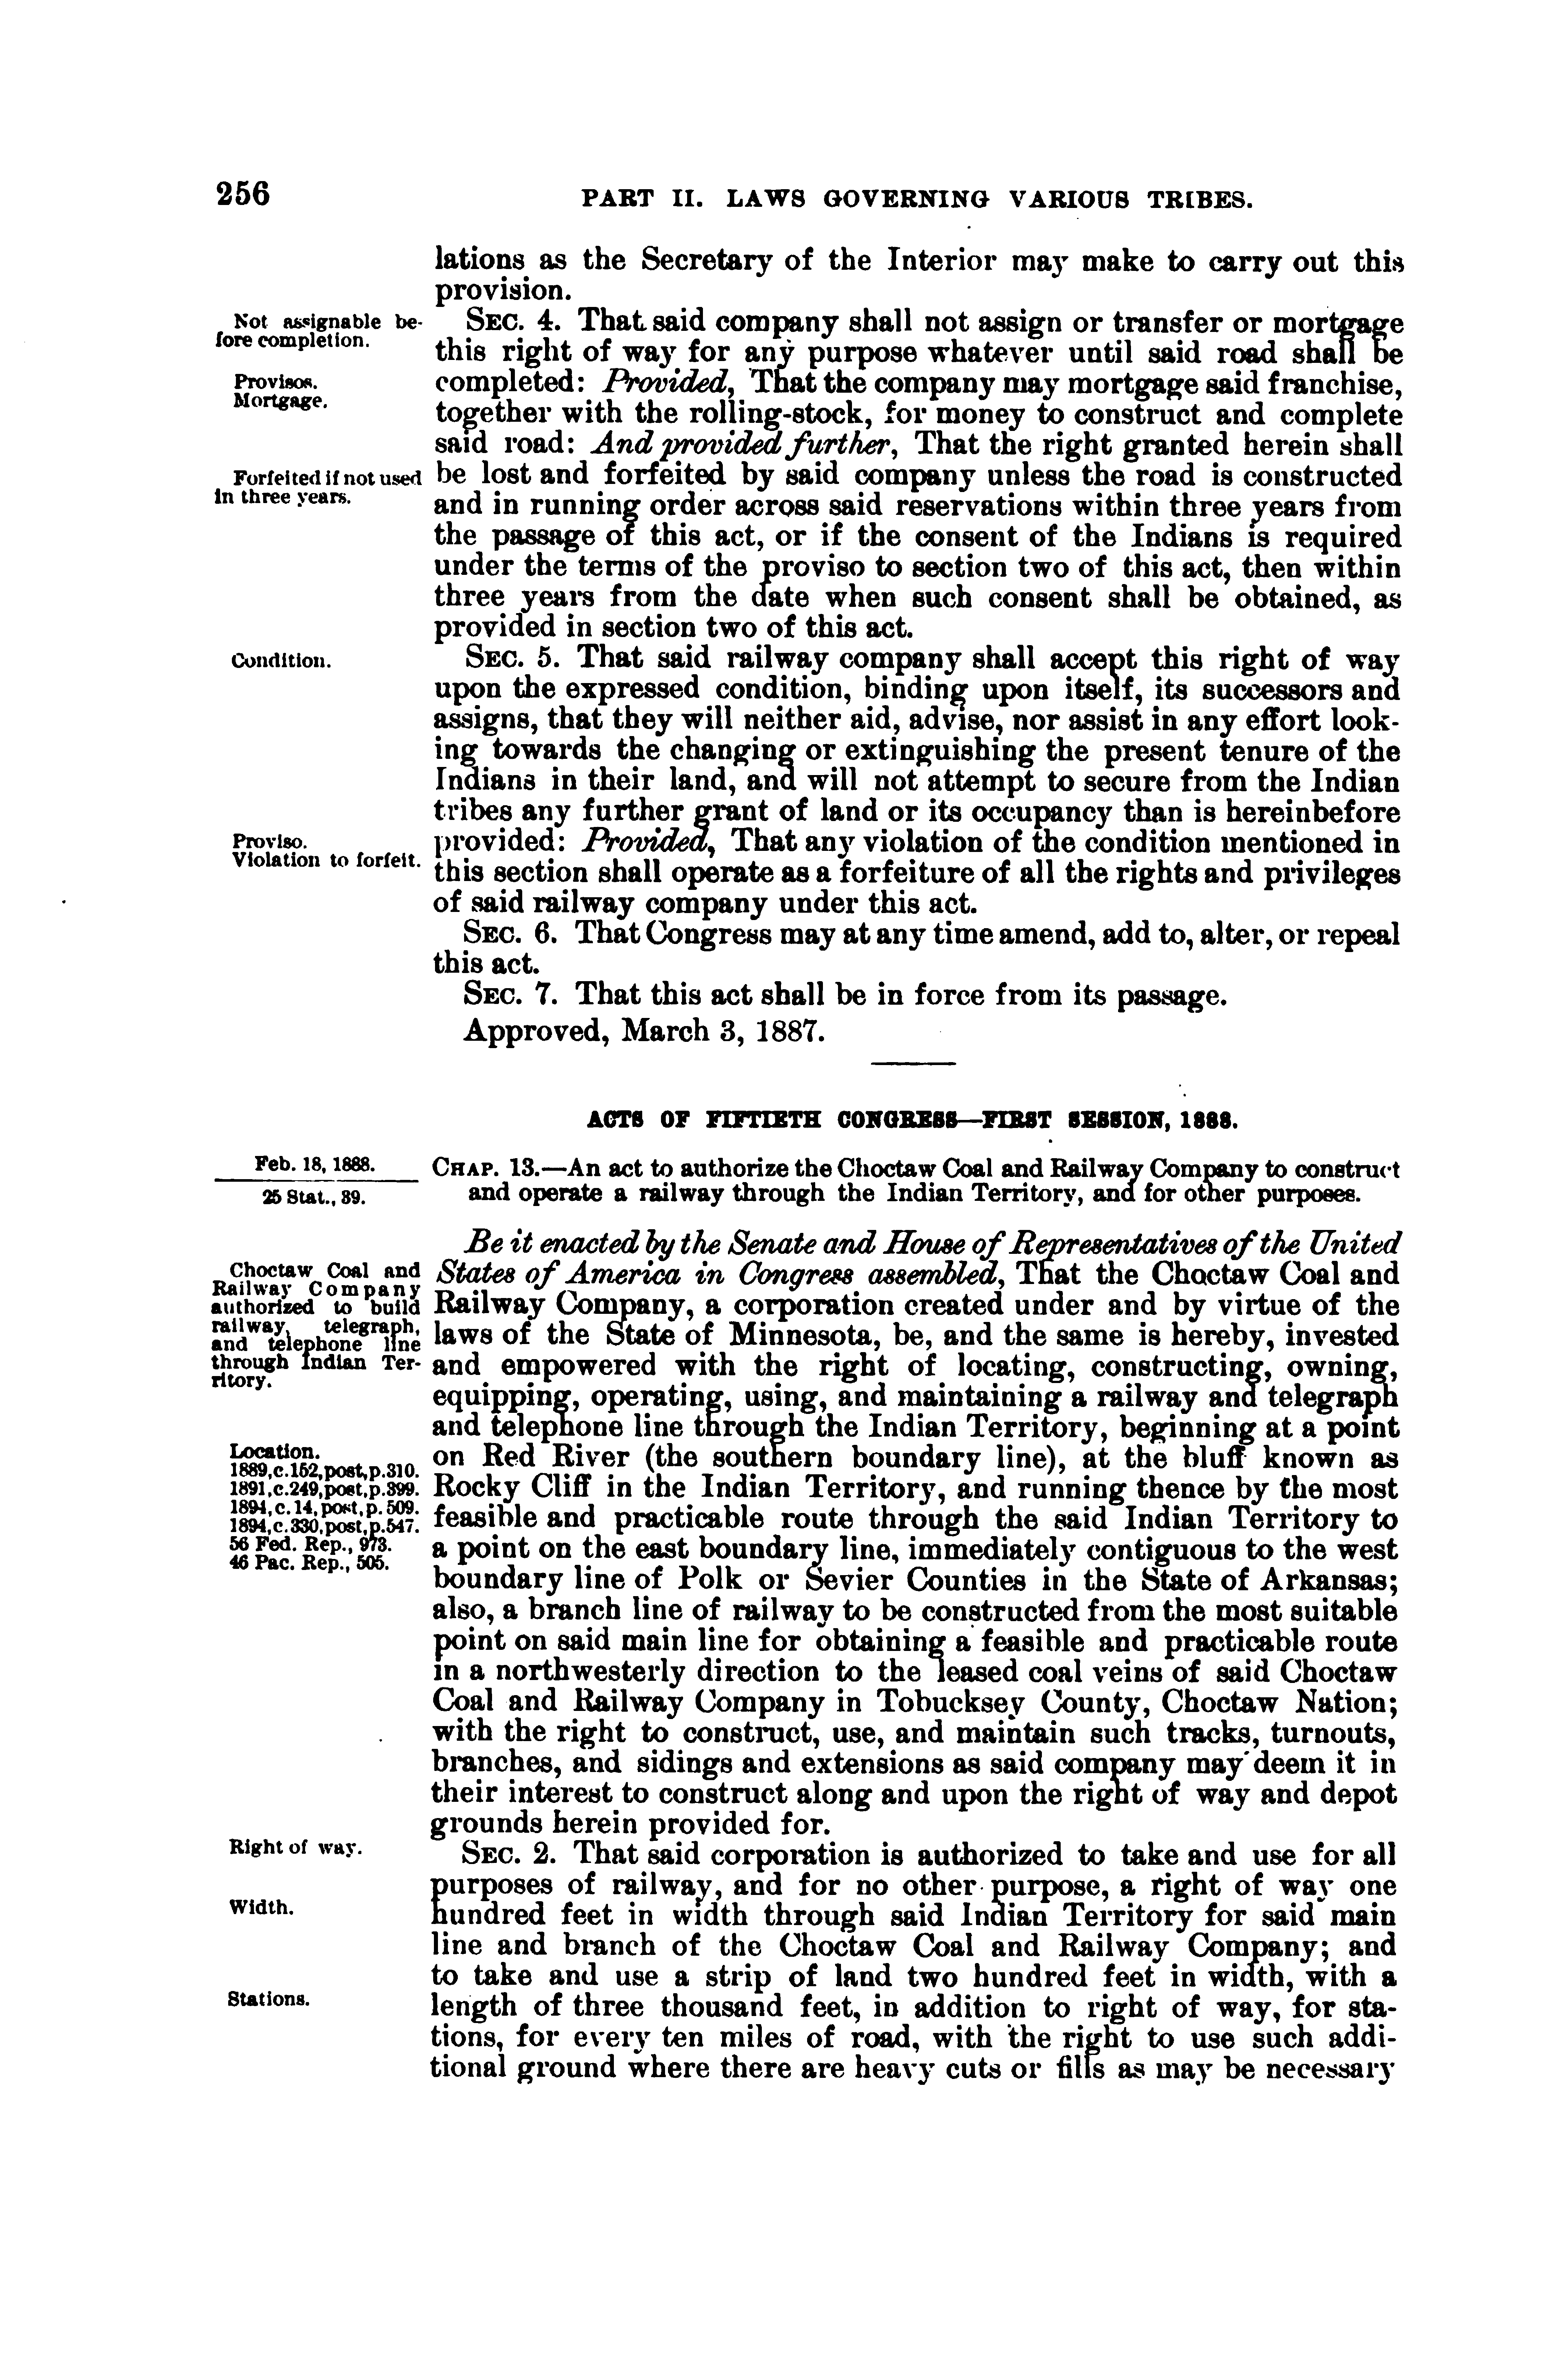 256
PART II. LAWS GOVERNING VARIOUS TRIBES.
lations as the Secretary of the Interior may make to carry out this
provision.
Not assignable be-
fore completion.
SEC. 4. That said company shall not assign or transfer or mortgage
this right of way for any purpose whatever until said road shall be
Provisos.
Mortgage.
completed: Provided, That the company may mortgage said franchise,
together with the rolling-stock, for money to construct and complete
said road: And provided further, That the right granted herein shall
Forfeited if not used
in three years.
be lost and forfeited by said company unless the road is constructed
and in running order across said reservations within three years from
the passage of this act, or if the consent of the Indians is required
under the terms of the proviso to section two of this act, then within
three years from the date when such consent shall be obtained, as
provided in section two of this act.
Condition.
SEC. 5. That said railway company shall accept this right of way
upon the expressed condition, binding upon itself, its successors and
assigns, that they will neither aid, advise, nor assist in any effort look-
ing towards the changing or extinguishing the present tenure of the
Indians in their land, and will not attempt to secure from the Indian
tribes any further grant of land or its occupancy than is hereinbefore
Proviso.
Violation to forfeit.
provided: Provided, That any violation of the condition mentioned in
this section shall operate as a forfeiture of all the rights and privileges
of said railway company under this act.
SEC. 6. That Congress may at any time amend, add to, alter, or repeal
this act.
SEC. 7. That this act shall be in force from its passage.
Approved, March 3, 1887.
ACTS OF FIFTIETH CONGRESS—FIRST SESSION, 1888.
Feb. 18, 1888.
25 Stat., 39.
CHAP. 13.—An act to authorize the Choctaw Coal and Railway Company to construct
and operate a railway through the Indian Territory, and for other purposes.
Be it enacted by the Senate and House of Representatives of the United
Choctaw Coal and
Railway Company
authorized to build
railway, telegraph,
and telephone line
through Indian Ter-
ritory.
States of America in Congress assembled, That the Choctaw Coal and
Railway Company, a corporation created under and by virtue of the
laws of the State of Minnesota, be, and the same is hereby, invested
and empowered with the right of locating, constructing, owning,
equipping, operating, using, and maintaining a railway and telegraph
and telephone line through the Indian Territory, beginning at a point
Location.
1889,c.152,post,p.310.
1891,c.249,post,p.399.
1894,c.14,post,p.509.
1894,c.330,post,p.547.
56 Fed. Rep., 973.
46 Pac. Rep., 505.
on Red River (the southern boundary line), at the bluff known as
Rocky Cliff in the Indian Territory, and running thence by the most
feasible and practicable route through the said Indian Territory to
a point on the east boundary line, immediately contiguous to the west
boundary line of Polk or Sevier Counties in the State of Arkansas;
also, a branch line of railway to be constructed from the most suitable
point on said main line for obtaining a feasible and practicable route
in a northwesterly direction to the leased coal veins of said Choctaw
Coal and Railway Company in Tobucksey County, Choctaw Nation;
with the right to construct, use, and maintain such tracks, turnouts,
branches, and sidings and extensions as said company may deem it in
their interest to construct along and upon the right of way and depot
grounds herein provided for.
Right of way.
SEC. 2. That said corporation is authorized to take and use for all
purposes of railway, and for no other purpose, a right of way one
Width.
hundred feet in width through said Indian Territory for said main
line and branch of the Choctaw Coal and Railway Company; and
to take and use a strip of land two hundred feet in width, with a
Stations.
length of three thousand feet, in addition to right of way, for sta-
tions, for every ten miles of road, with the right to use such addi-
tional ground where there are heavy cuts or fills as may be necessary